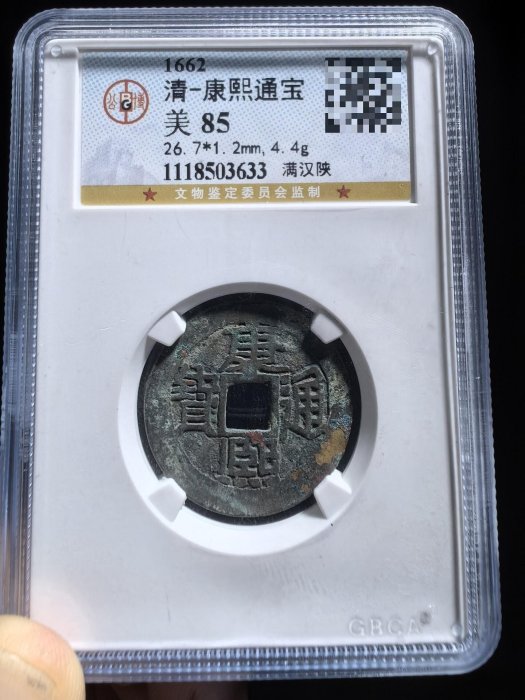 1662
清-康熙通宝
美 85
26.7*1.2mm, 4.4g
1118503633 满汉陕
★ 文物鉴定委员会监制 ★
康熙通寳
GBCA